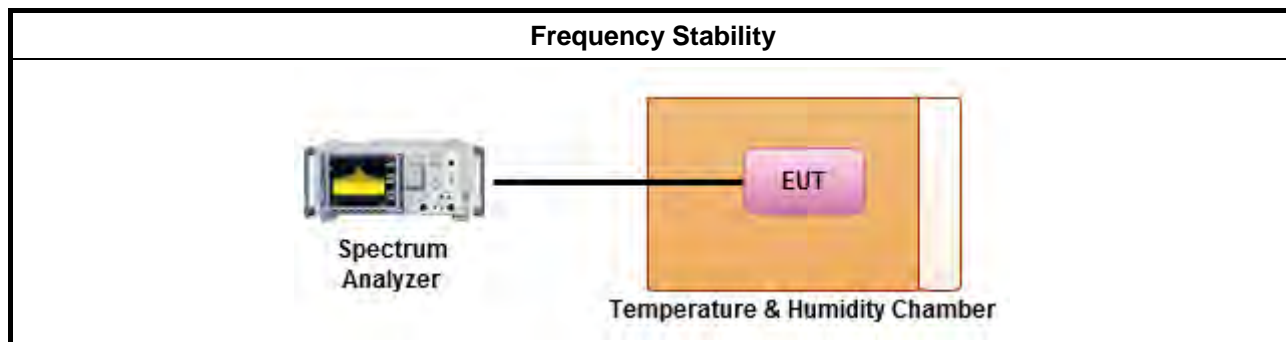 Frequency Stability
EUT
Spectrum
Analyzer
Temperature & Humidity Chamber